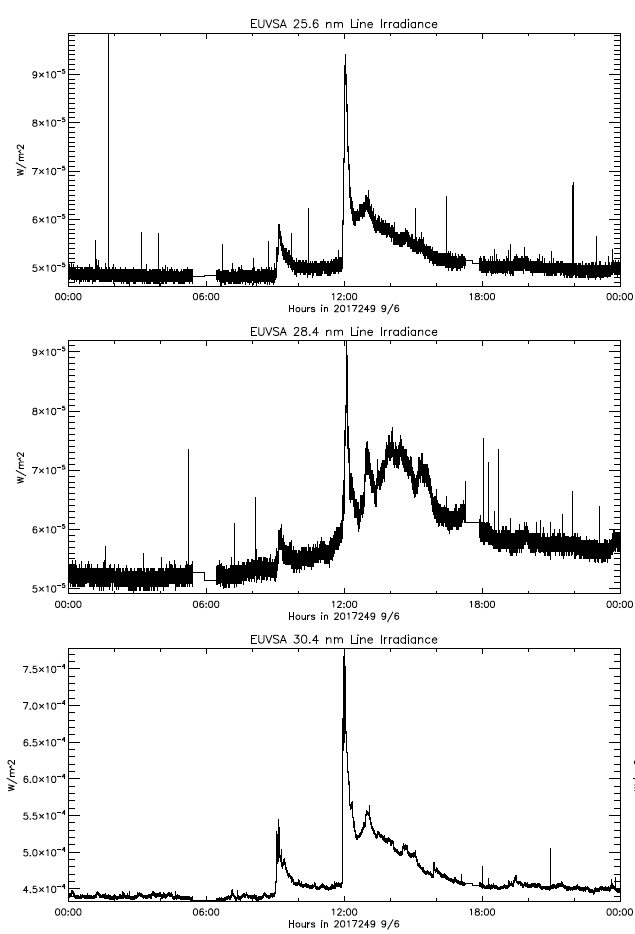 EUVSA 25.6 nm Line Irradiance
9×10⁻⁵
8×10⁻⁵
7×10⁻⁵
6×10⁻⁵
5×10⁻⁵
W/m^2
00:00 06:00 12:00 18:00 00:00
Hours in 2017249 9/6
EUVSA 28.4 nm Line Irradiance
9×10⁻⁵
8×10⁻⁵
7×10⁻⁵
6×10⁻⁵
5×10⁻⁵
W/m^2
00:00 06:00 12:00 18:00 00:00
Hours in 2017249 9/6
EUVSA 30.4 nm Line Irradiance
7.5×10⁻⁴
7.0×10⁻⁴
6.5×10⁻⁴
6.0×10⁻⁴
5.5×10⁻⁴
5.0×10⁻⁴
4.5×10⁻⁴
W/m^2
00:00 06:00 12:00 18:00 00:00
Hours in 2017249 9/6